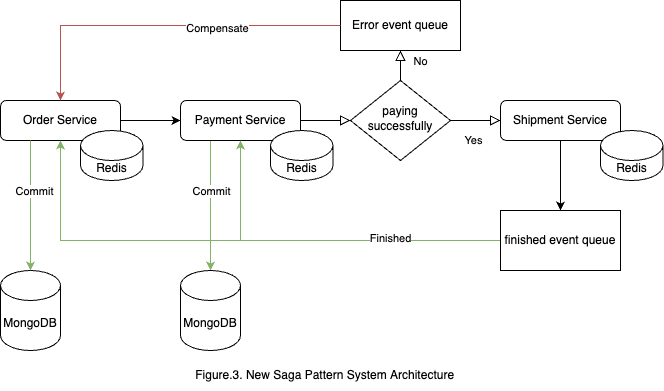 Error event queue
Compensate
No
Order Service
Payment Service
paying
successfully
Shipment Service
Yes
Redis
Redis
Redis
Commit
Commit
Finished
finished event queue
MongoDB
MongoDB
Figure.3. New Saga Pattern System Architecture